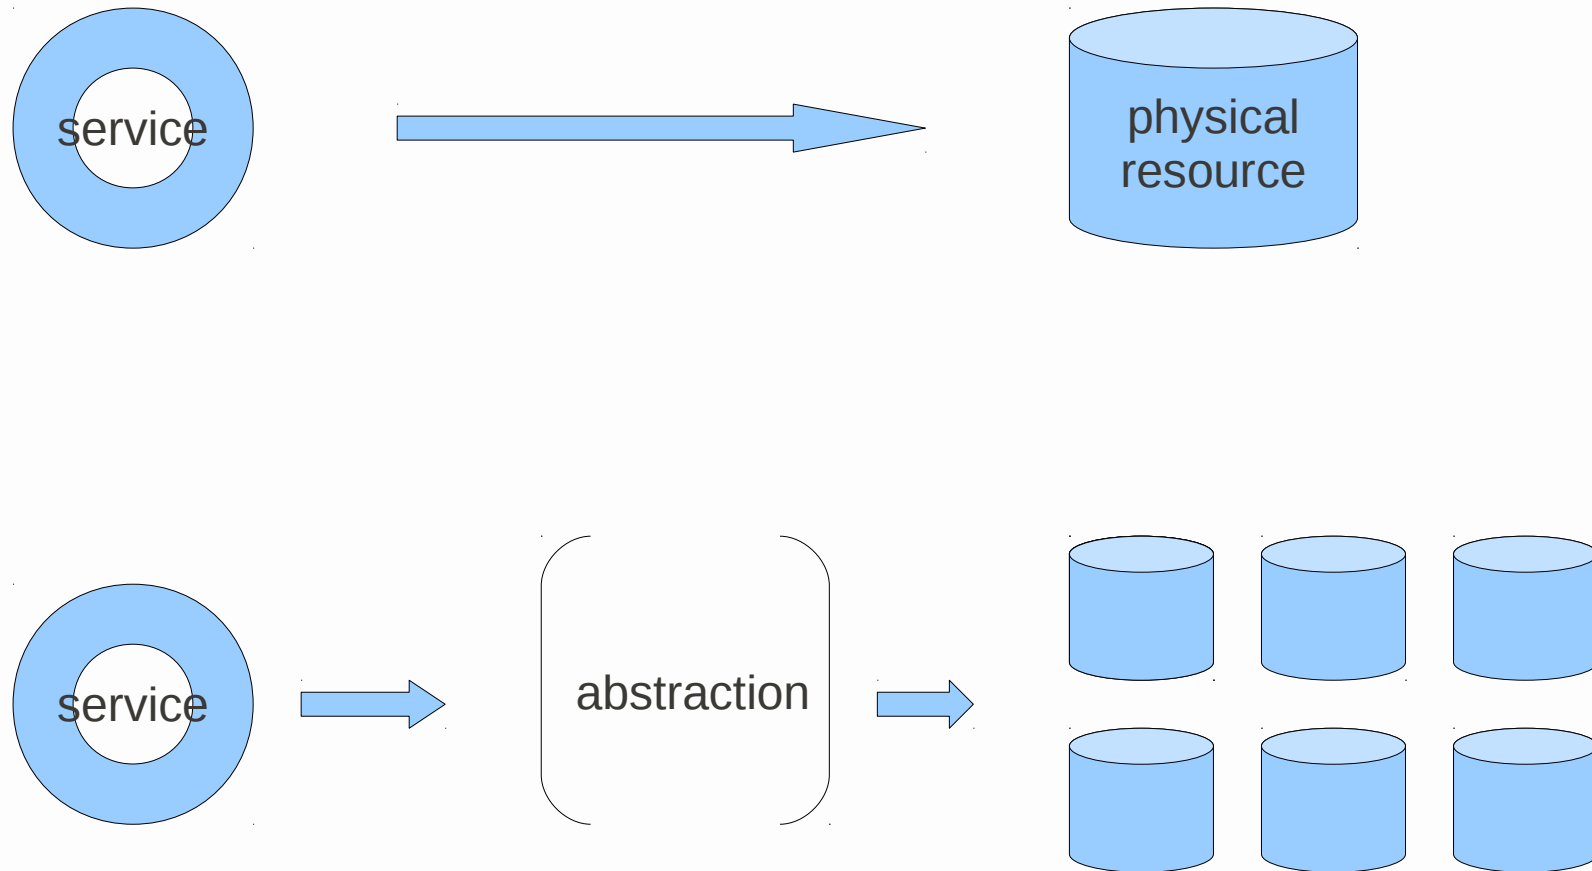 service
physical
resource
service
abstraction